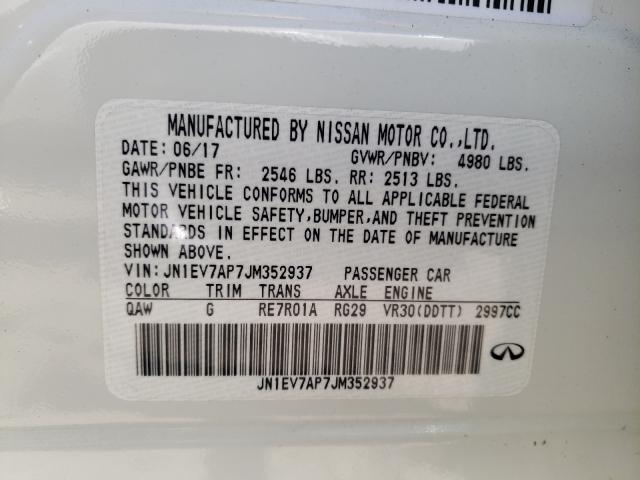 MANUFACTURED BY NISSAN MOTOR CO.,LTD.
DATE: 06/17 GVWR/PNBV: 4980 LBS.
GAWR/PNBE FR: 2546 LBS. RR: 2513 LBS.
THIS VEHICLE CONFORMS TO ALL APPLICABLE FEDERAL
MOTOR VEHICLE SAFETY,BUMPER,AND THEFT PREVENTION
STANDARDS IN EFFECT ON THE DATE OF MANUFACTURE
SHOWN ABOVE.
VIN: JN1EV7AP7JM352937 PASSENGER CAR
COLOR TRIM TRANS AXLE ENGINE
QAW G RE7R01A RG29 VR30(DDTT) 2997CC
JN1EV7AP7JM352937